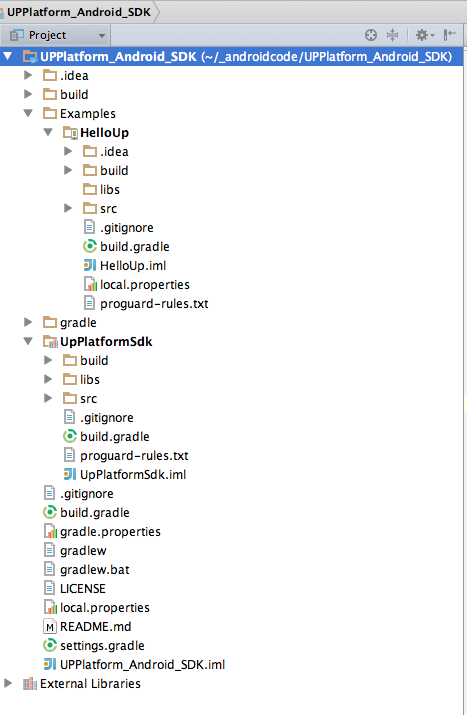 UPPlatform_Android_SDK
Project
UPPlatform_Android_SDK (~/_androidcode/UPPlatform_Android_SDK)
.idea
build
Examples
HelloUp
.idea
build
libs
src
.gitignore
build.gradle
HelloUp.iml
local.properties
proguard-rules.txt
gradle
UpPlatformSdk
build
libs
src
.gitignore
build.gradle
proguard-rules.txt
UpPlatformSdk.iml
.gitignore
build.gradle
gradle.properties
gradlew
gradlew.bat
LICENSE
local.properties
README.md
settings.gradle
UPPlatform_Android_SDK.iml
External Libraries